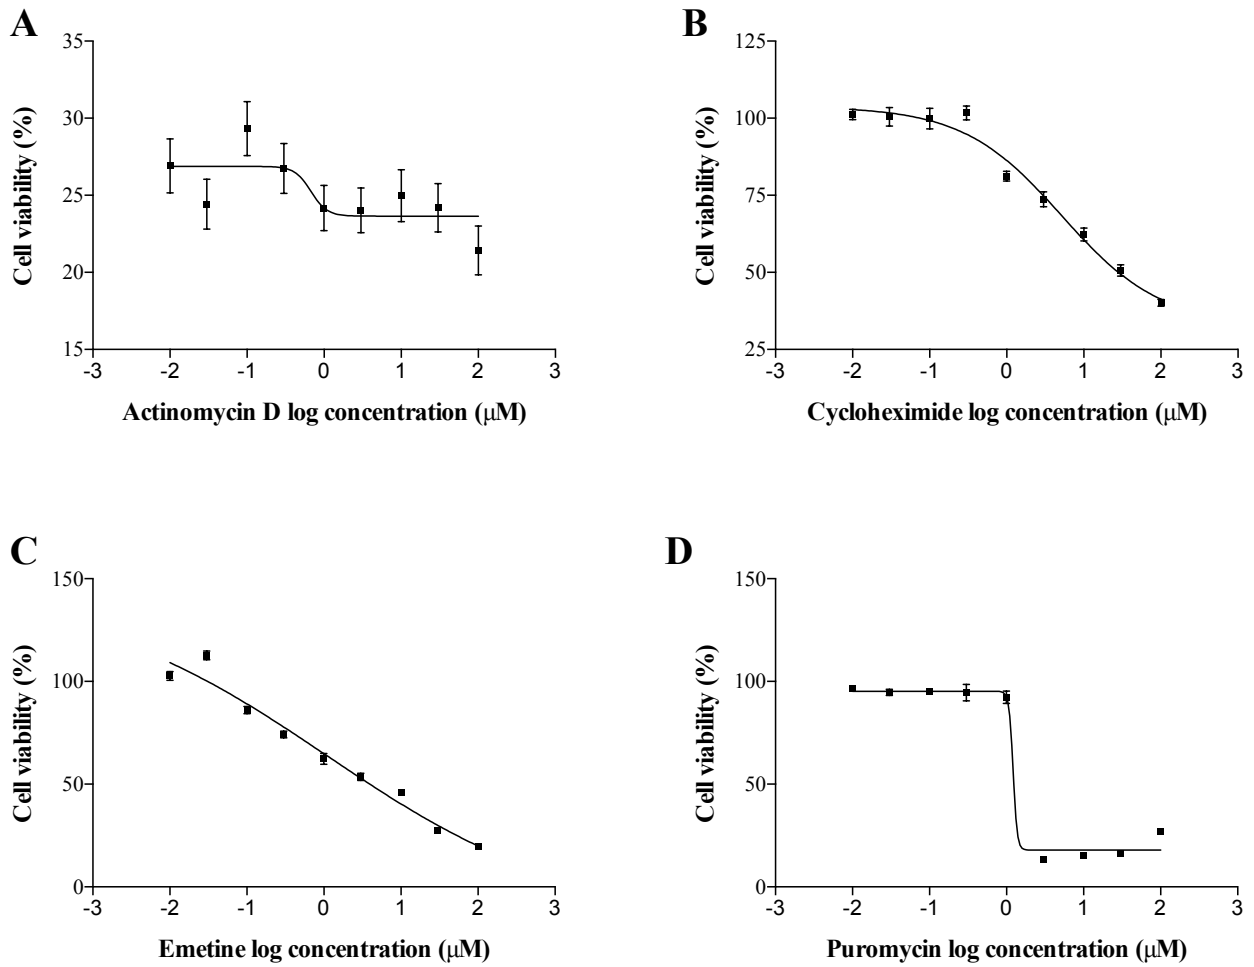 A
35
30
25
20
15
Cell viability (%)
-3 -2 -1 0 1 2 3
Actinomycin D log concentration (μM)
B
125
100
75
50
25
Cell viability (%)
-3 -2 -1 0 1 2 3
Cycloheximide log concentration (μM)
C
150
100
50
0
Cell viability (%)
-3 -2 -1 0 1 2 3
Emetine log concentration (μM)
D
150
100
50
0
Cell viability (%)
-3 -2 -1 0 1 2 3
Puromycin log concentration (μM)